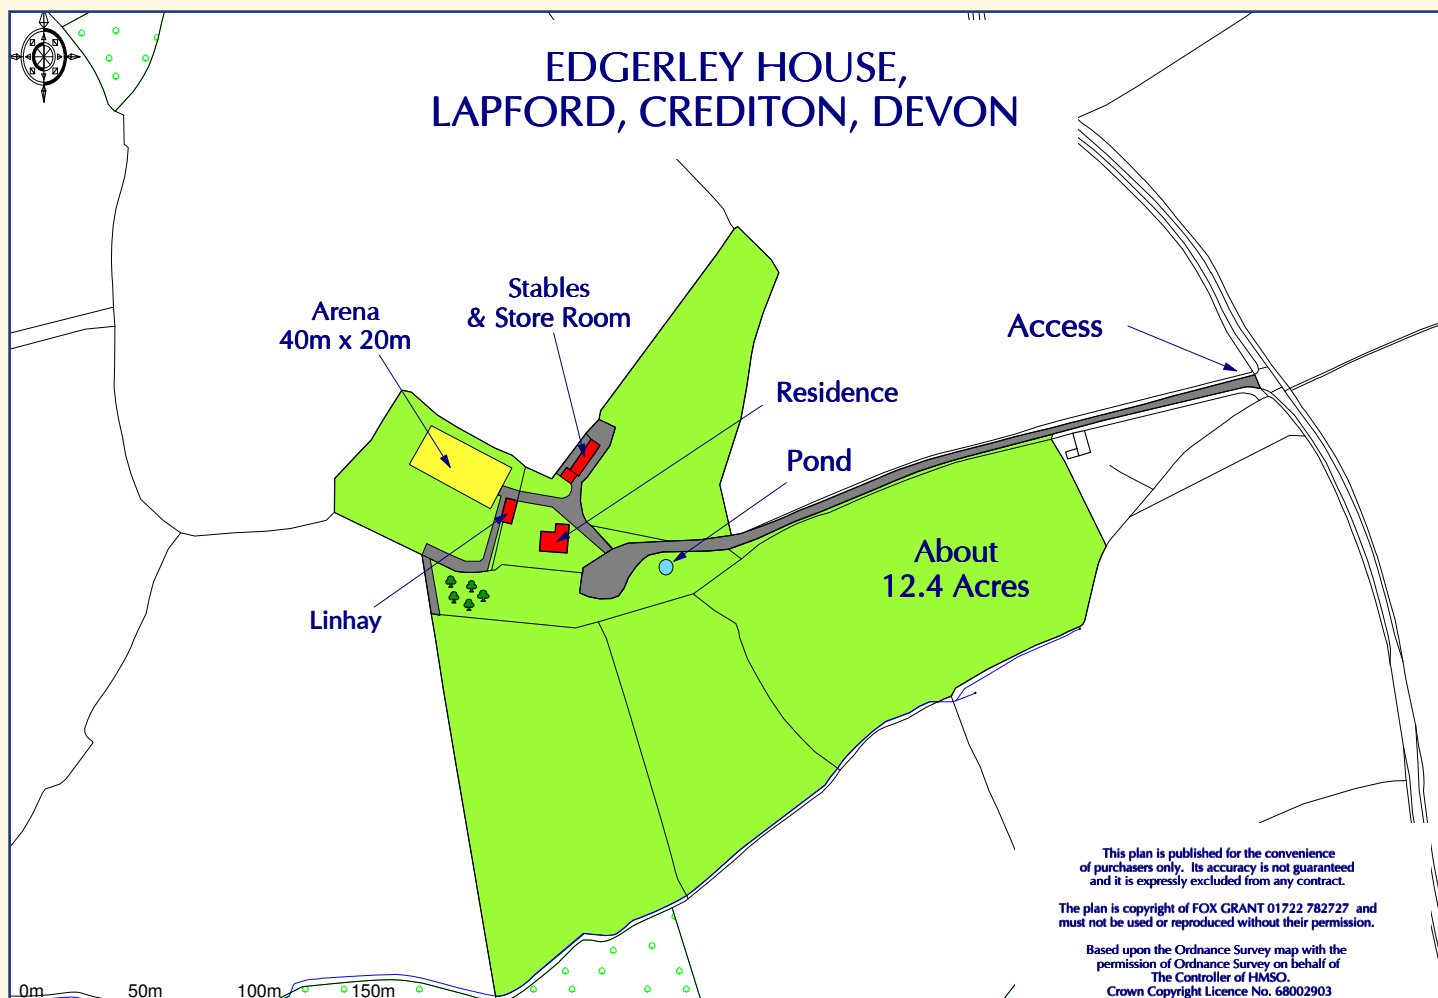 EDGERLEY HOUSE,
LAPFORD, CREDITON, DEVON
Stables
& Store Room
Arena
40m x 20m
Access
Residence
Pond
About
12.4 Acres
Linhay
This plan is published for the convenience
of purchasers only. Its accuracy is not guaranteed
and it is expressly excluded from any contract.
The plan is copyright of FOX GRANT 01722 782727 and
must not be used or reproduced without their permission.
Based upon the Ordnance Survey map with the
permission of Ordnance Survey on behalf of
The Controller of HMSO.
Crown Copyright Licence No. 68002903
0m 50m 100m 150m